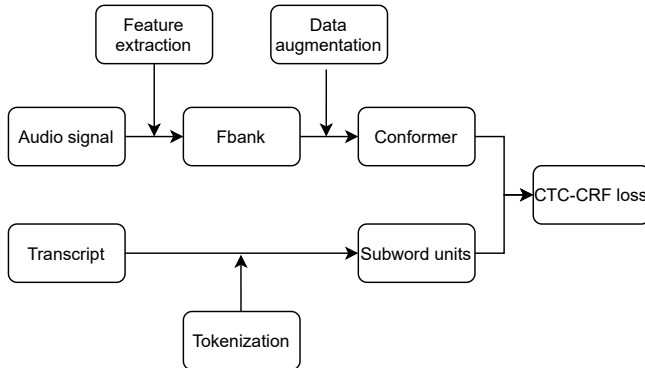 Feature
extraction
Data
augmentation
Audio signal
Fbank
Conformer
CTC-CRF loss
Transcript
Subword units
Tokenization